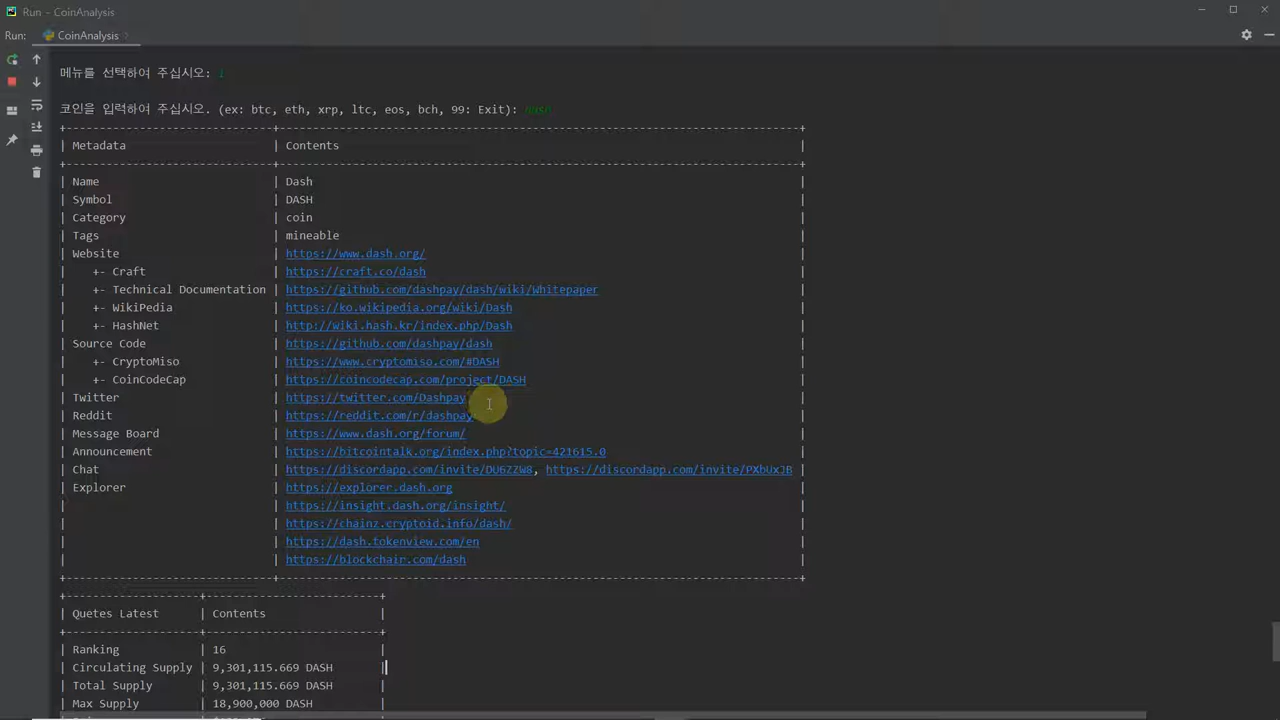 Run – CoinAnalysis
Run: CoinAnalysis
메뉴를 선택하여 주십시오: 1
코인을 입력하여 주십시오. (ex: btc, eth, xrp, ltc, eos, bch, 99: Exit): dash
Metadata | Contents
Name | Dash
Symbol | DASH
Category | coin
Tags | mineable
Website | https://www.dash.org/
+- Craft | https://craft.co/dash
+- Technical Documentation | https://github.com/dashpay/dash/wiki/Whitepaper
+- WikiPedia | https://ko.wikipedia.org/wiki/Dash
+- HashNet | http://wiki.hash.kr/index.php/Dash
Source Code | https://github.com/dashpay/dash
+- CryptoMiso | https://www.cryptomiso.com/#DASH
+- CoinCodeCap | https://coincodecap.com/project/DASH
Twitter | https://twitter.com/Dashpay
Reddit | https://reddit.com/r/dashpay
Message Board | https://www.dash.org/forum/
Announcement | https://bitcointalk.org/index.php?topic=421615.0
Chat | https://discordapp.com/invite/DU6ZZW8, https://discordapp.com/invite/PXbUxJB
Explorer | https://explorer.dash.org
https://insight.dash.org/insight/
https://chainz.cryptoid.info/dash/
https://dash.tokenview.com/en
https://blockchair.com/dash
Quetes Latest | Contents
Ranking | 16
Circulating Supply | 9,301,115.669 DASH
Total Supply | 9,301,115.669 DASH
Max Supply | 18,900,000 DASH